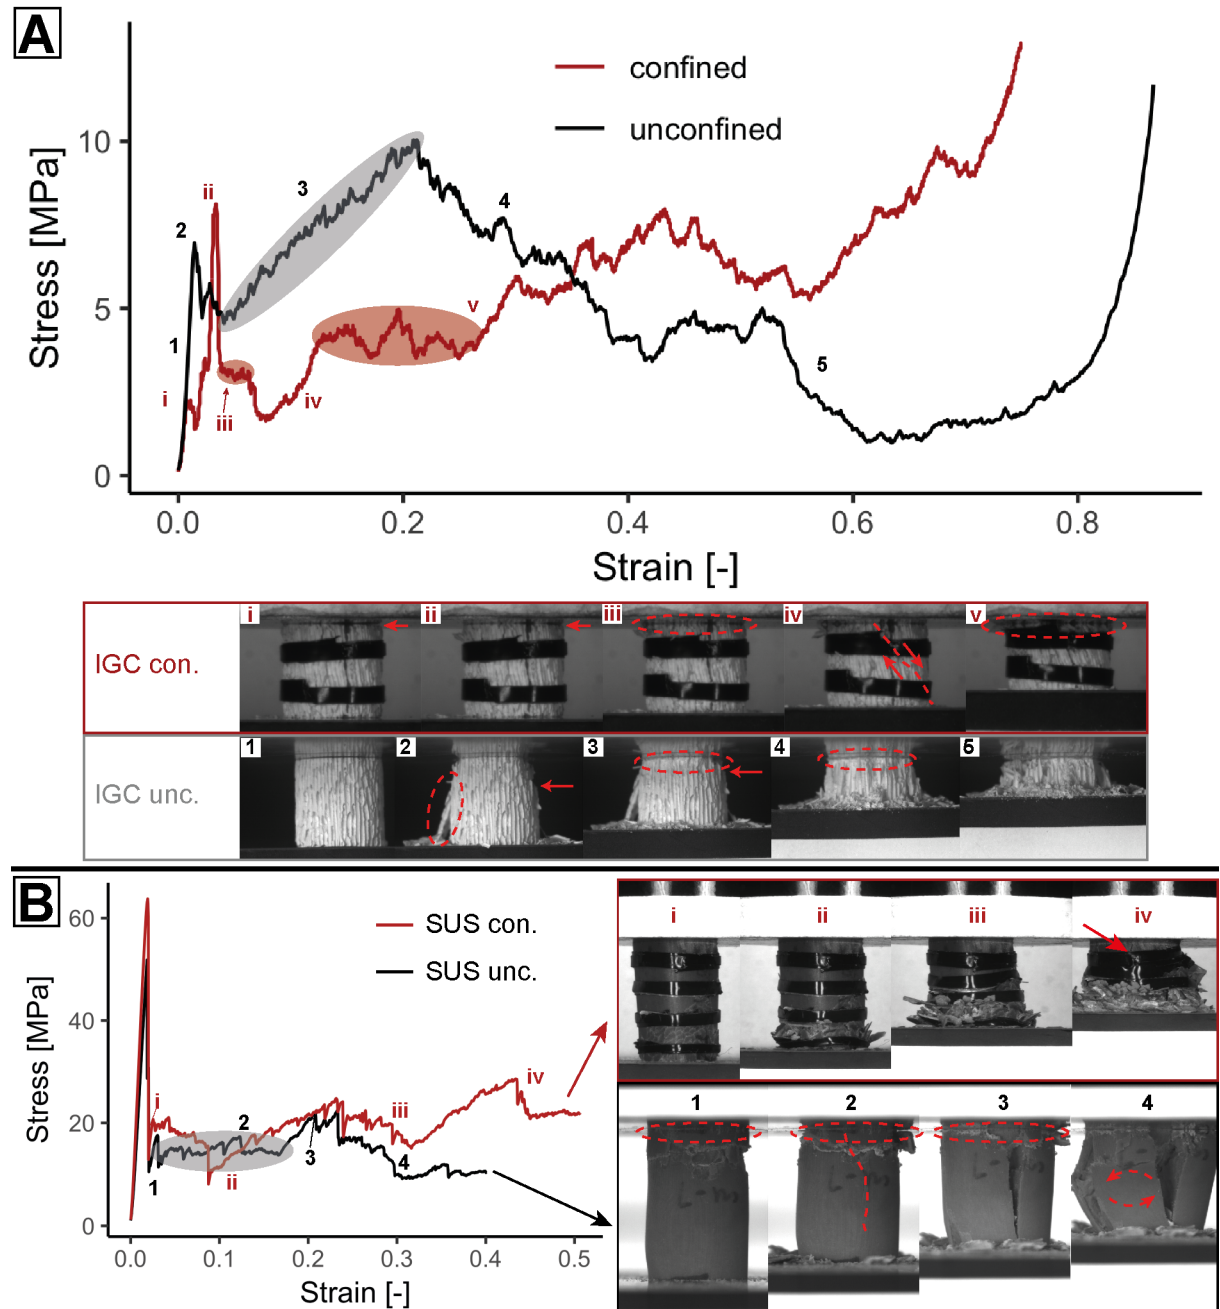 A
confined
unconfined
Stress [MPa]
10
5
0
ii
2
3
4
1
i
iii
iv
v
5
0.0 0.2 0.4 0.6 0.8
Strain [-]
IGC con.
i ii iii iv v
IGC unc.
1 2 3 4 5
B
SUS con.
SUS unc.
Stress [MPa]
60
40
20
0
i
1
2
ii
3
iii
4
iv
0.0 0.1 0.2 0.3 0.4 0.5
Strain [-]
i ii iii iv
1 2 3 4